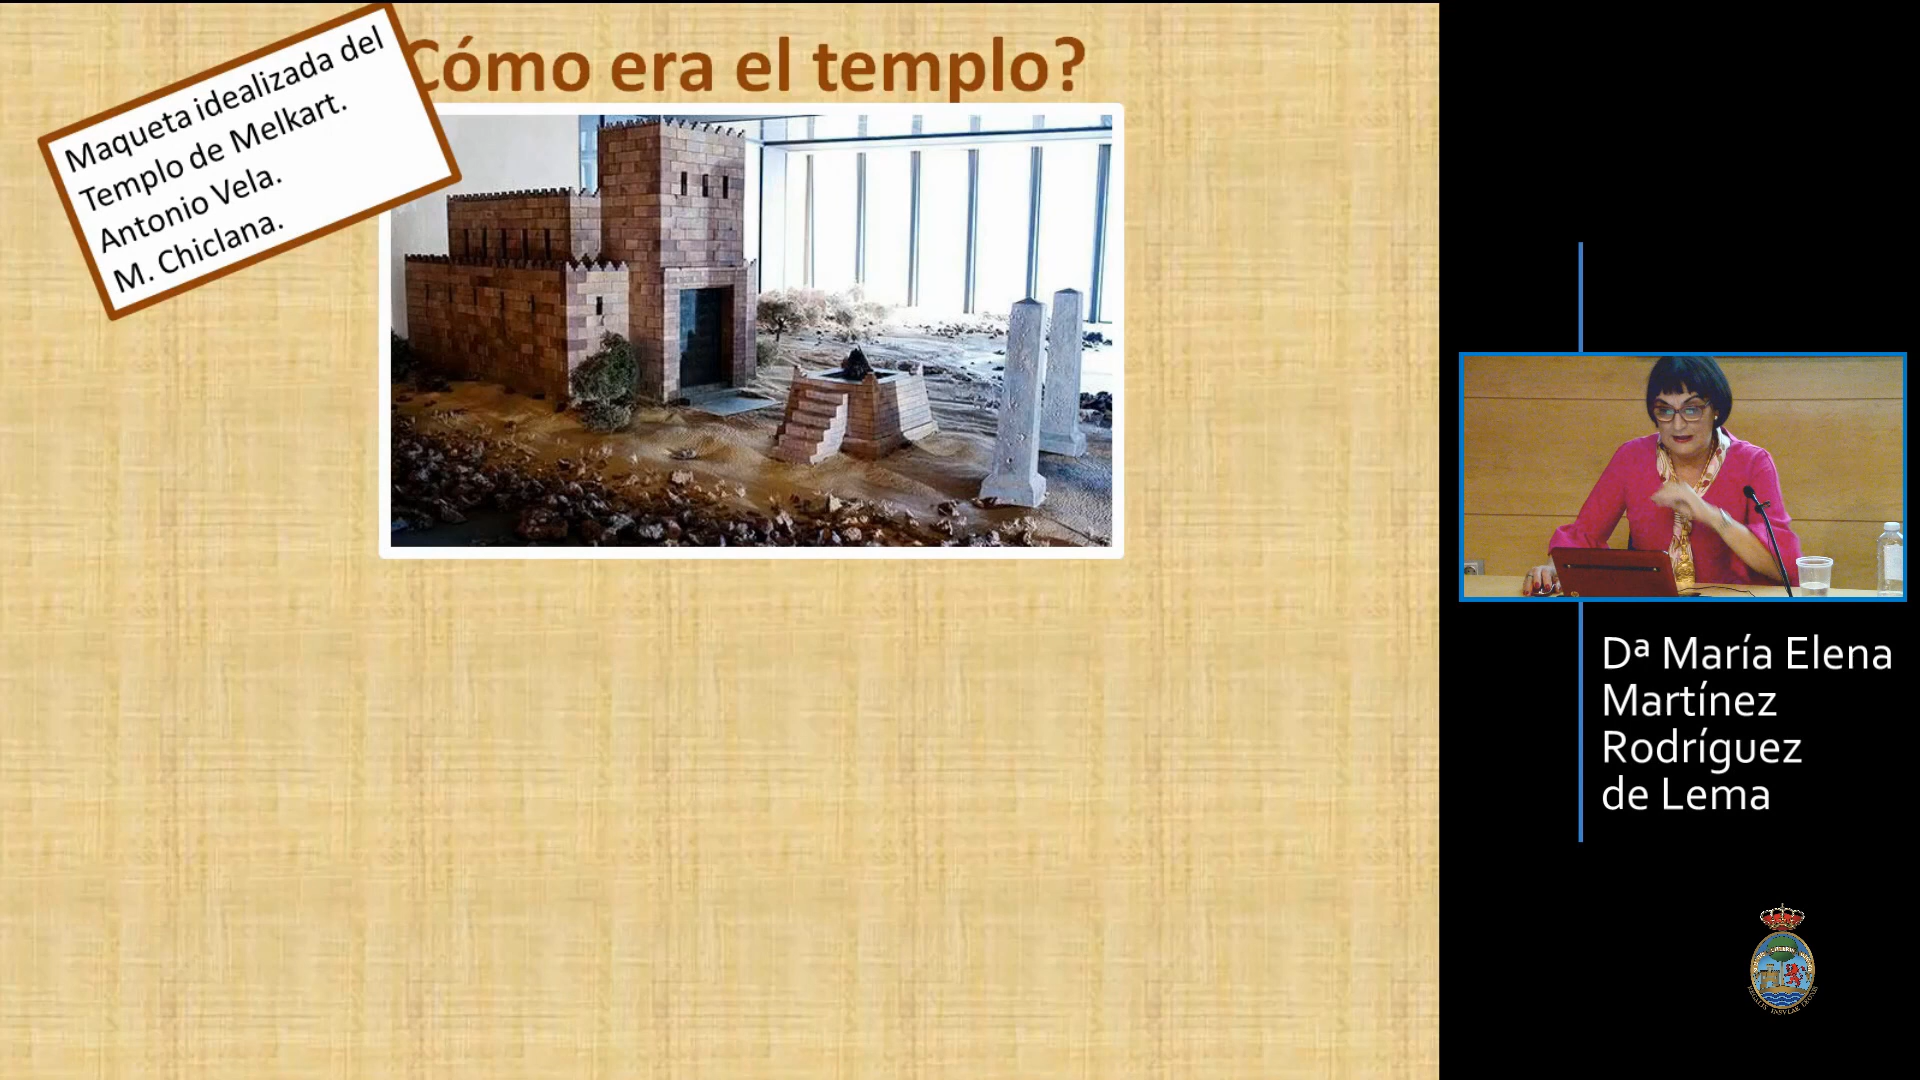 Cómo era el templo?
Maqueta idealizada del
Templo de Melkart.
Antonio Vela.
M. Chiclana.
Dª María Elena
Martínez
Rodríguez
de Lema